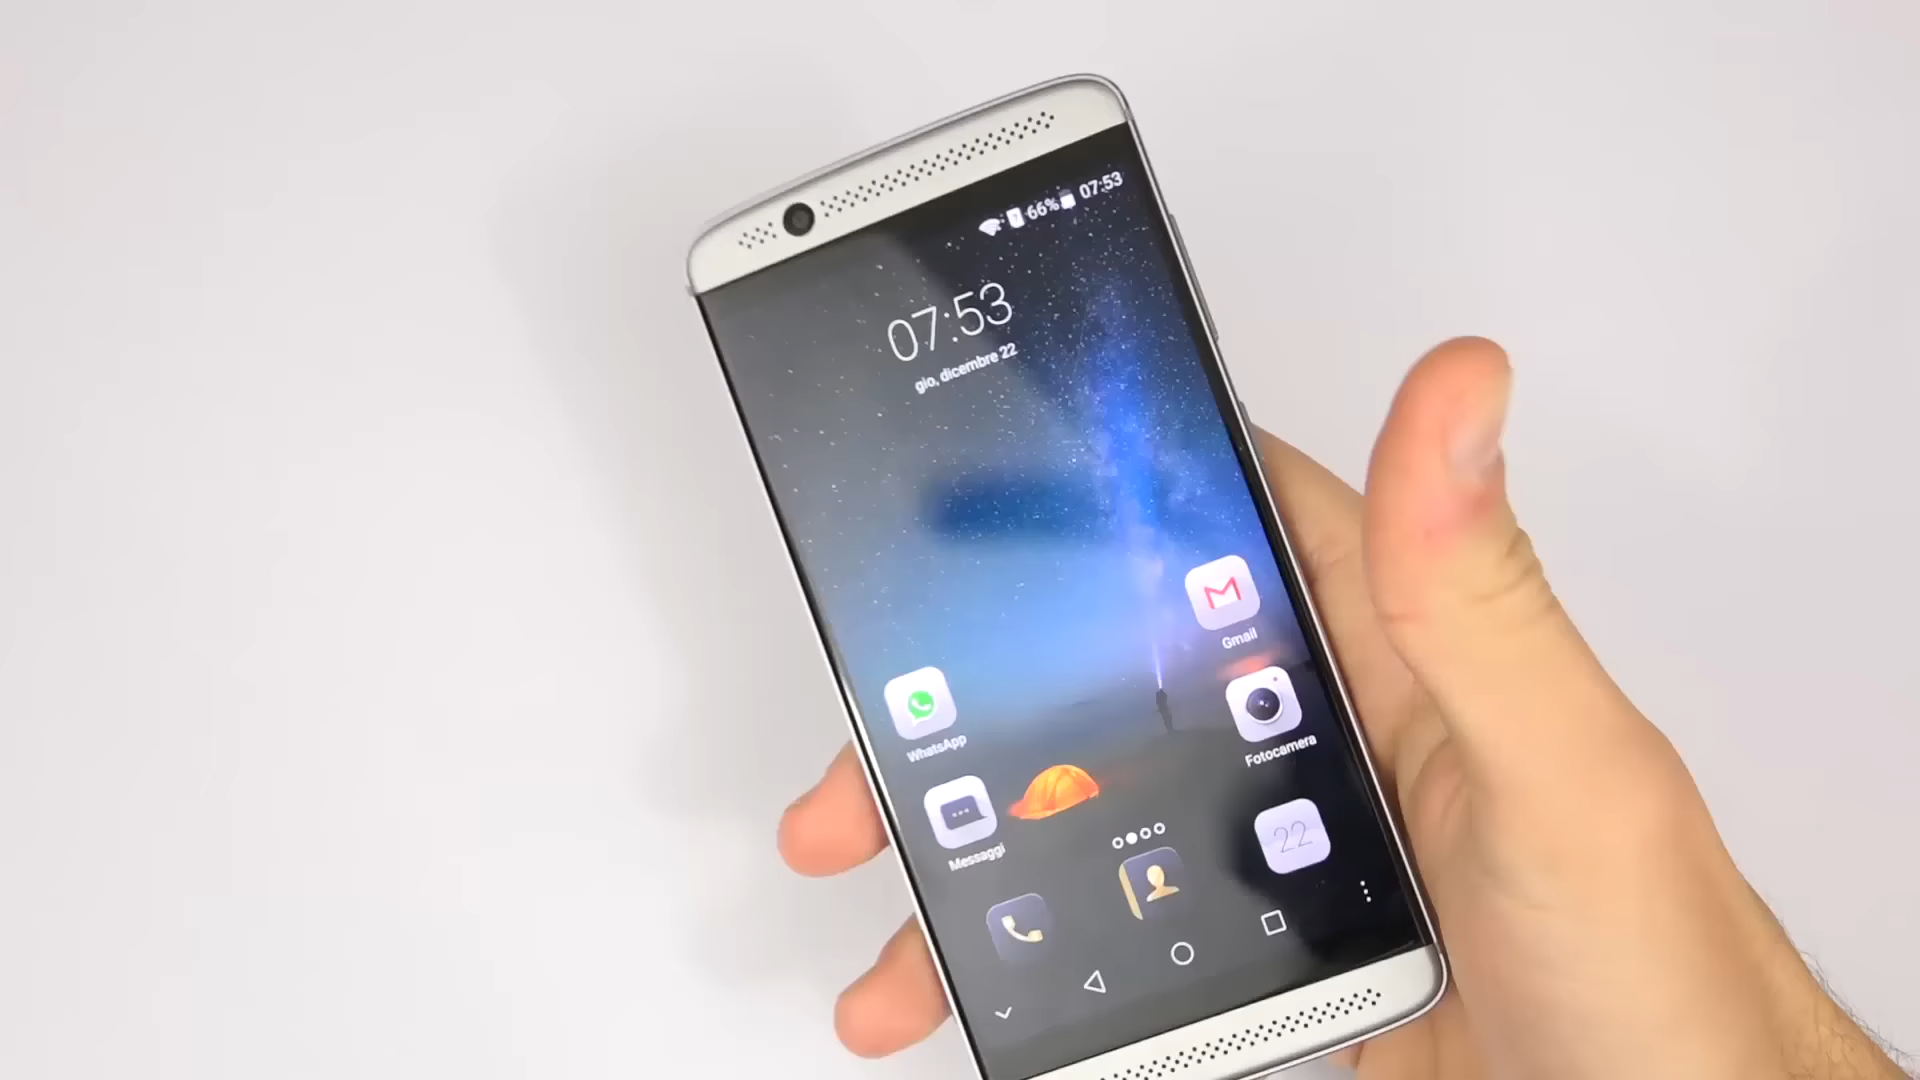 66% 07:53
07:53
gio, dicembre 22
Gmail
WhatsApp
Fotocamera
Messaggi
22